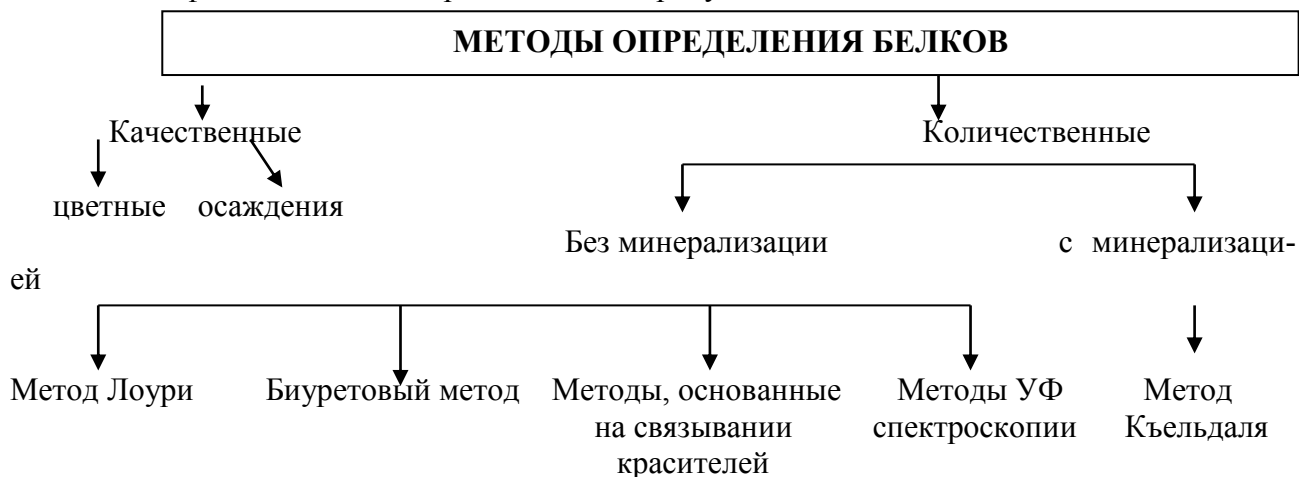 МЕТОДЫ ОПРЕДЕЛЕНИЯ БЕЛКОВ
Качественные Количественные
цветные осаждения
Без минерализации с минерализаци-
ей
Метод Лоури Биуретовый метод Методы, основанные Методы УФ Метод
на связывании спектроскопии Къельдаля
красителей